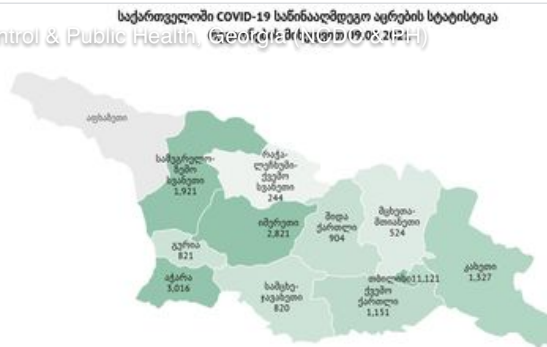 საქართველოში COVID-19 საწინააღმდეგო აცრების სტატისტიკა
ntrol & Public Health, Georgia (NCDC & PH)
აფხაზეთი
სამეგრელო-
ზემო
სვანეთი
1,921
რაჭა-
ლეჩხუმი-
ქვემო
სვანეთი
244
იმერეთი
2,821
შიდა
ქართლი
904
მცხეთა-
მთიანეთი
524
გურია
821
აჭარა
3,016
სამცხე-
ჯავახეთი
820
თბილისი 11,121
ქვემო
ქართლი
1,151
კახეთი
1,327